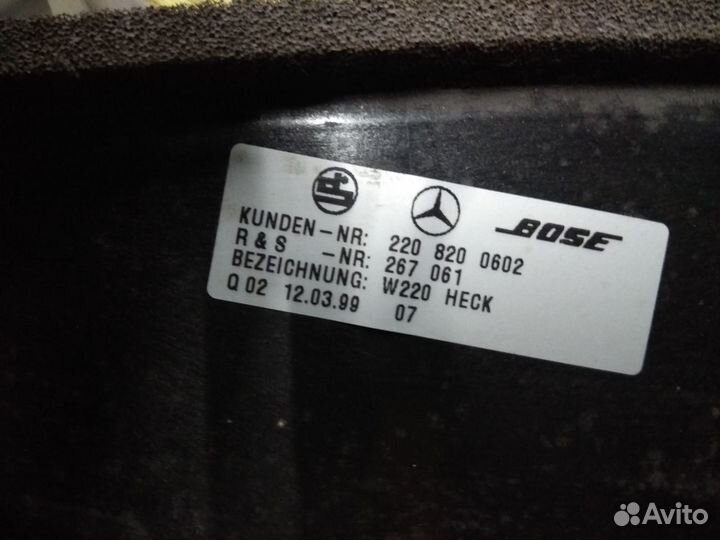 BOSE
KUNDEN-NR: 220 820 0602
R & S -NR: 267 061
BEZEICHNUNG: W220 HECK
Q 02 12.03.99 07
Avito